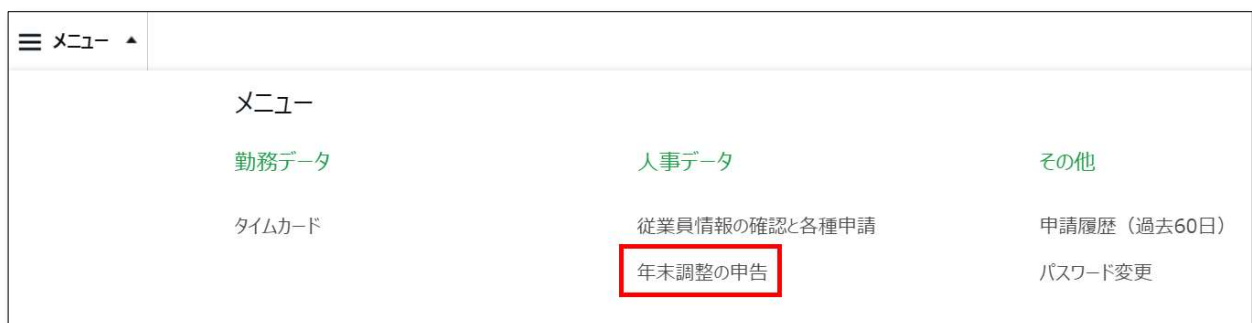 メニュー
メニュー
勤務データ 人事データ その他
タイムカード 従業員情報の確認と各種申請 申請履歴（過去60日）
年末調整の申告 パスワード変更